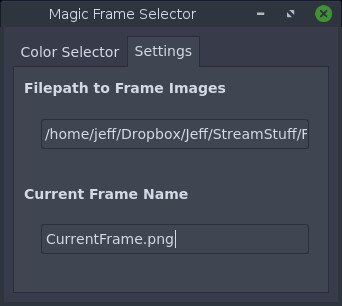 Magic Frame Selector
Color Selector Settings
Filepath to Frame Images
/home/jeff/Dropbox/Jeff/StreamStuff/F
Current Frame Name
CurrentFrame.png